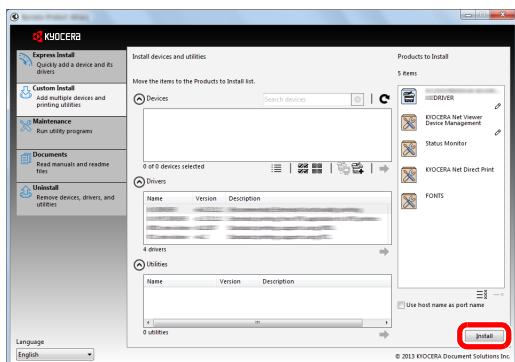 KYOCERA
Express Install
Quickly add a device and its
drivers
Custom Install
Add multiple devices and
printing utilities
Maintenance
Run utility programs
Documents
Read manuals and readme
files
Uninstall
Remove devices, drivers, and
utilities
Language
English
Install devices and utilities
Move the items to the Products to Install list.
Devices
Search devices
0 of 0 devices selected
Drivers
Name Version Description
4 drivers
Utilities
Name Version Description
0 utilities
Products to Install
5 items
DRIVER
KYOCERA Net Viewer
Device Management
Status Monitor
KYOCERA Net Direct Print
FONTS
Use host name as port name
Install
© 2013 KYOCERA Document Solutions Inc.